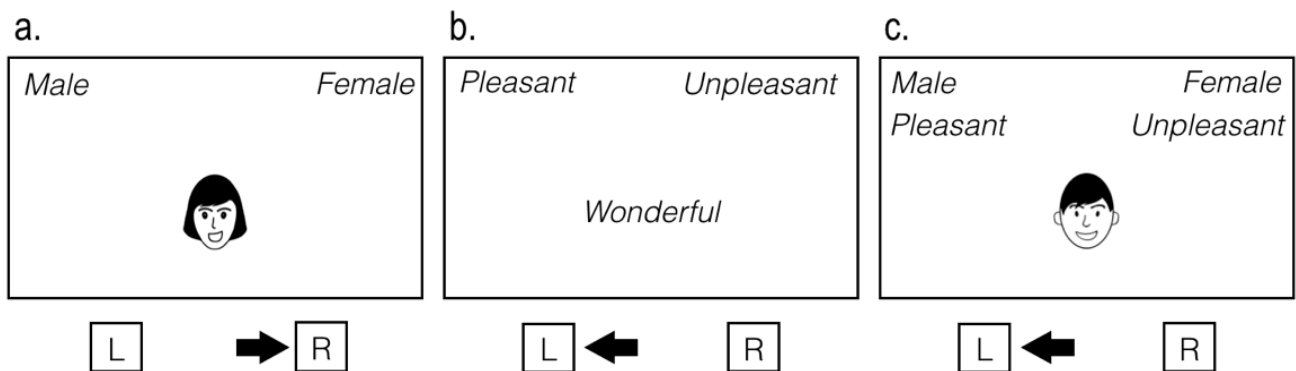 a.
Male Female
L R
b.
Pleasant Unpleasant
Wonderful
L R
c.
Male Female
Pleasant Unpleasant
L R